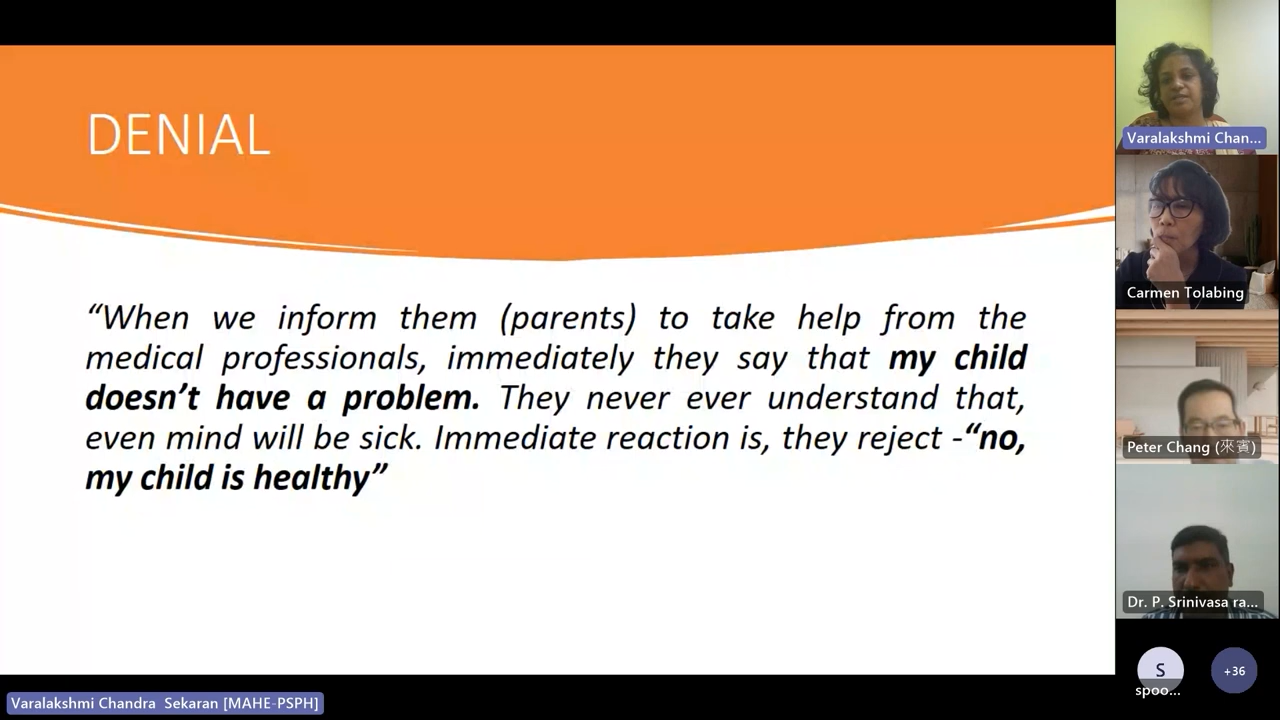 DENIAL
“When we inform them (parents) to take help from the
medical professionals, immediately they say that my child
doesn’t have a problem. They never ever understand that,
even mind will be sick. Immediate reaction is, they reject -“no,
my child is healthy”
Varalakshmi Chan...
Carmen Tolabing
Peter Chang (來賓)
Dr. P. Srinivasa ra...
S
spoo...
+36
Varalakshmi Chandra Sekaran [MAHE-PSPH]